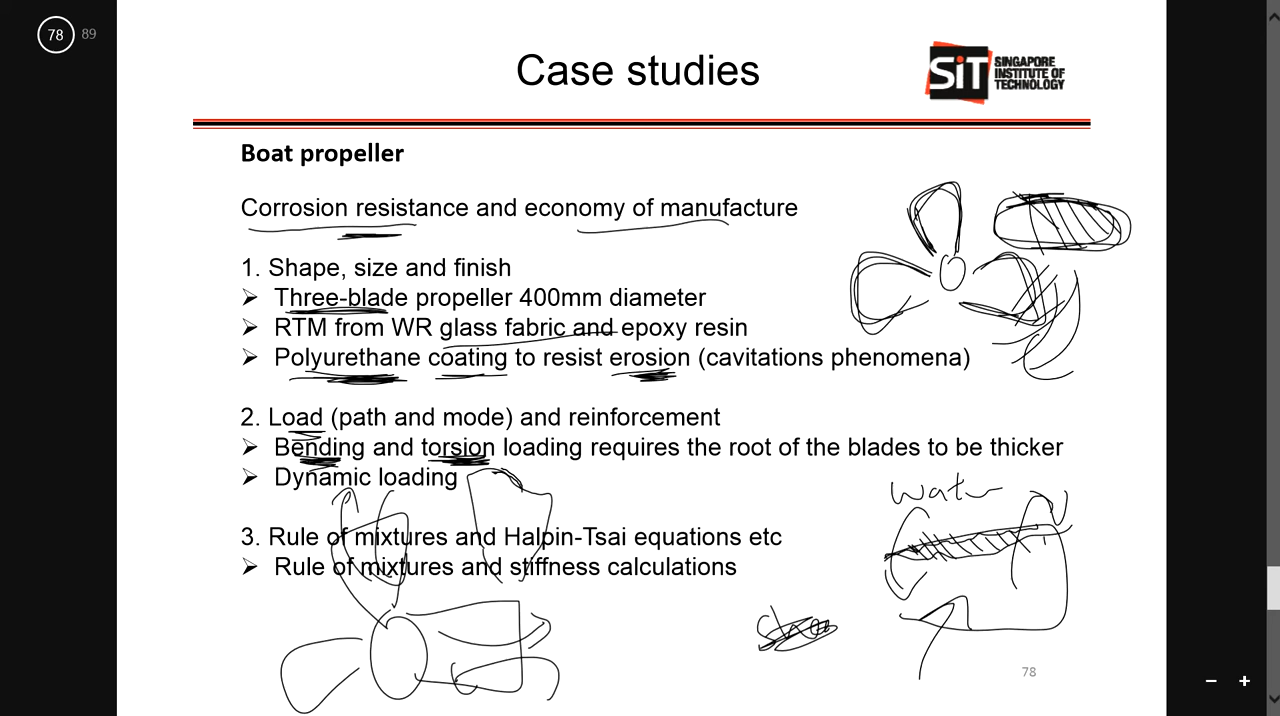 78 89
Case studies
SiT SINGAPORE
INSTITUTE OF
TECHNOLOGY
Boat propeller
Corrosion resistance and economy of manufacture
1. Shape, size and finish
➢ Three-blade propeller 400mm diameter
➢ RTM from WR glass fabric and epoxy resin
➢ Polyurethane coating to resist erosion (cavitations phenomena)
2. Load (path and mode) and reinforcement
➢ Bending and torsion loading requires the root of the blades to be thicker
➢ Dynamic loading
water
3. Rule of mixtures and Halpin-Tsai equations etc
➢ Rule of mixtures and stiffness calculations
78
− +